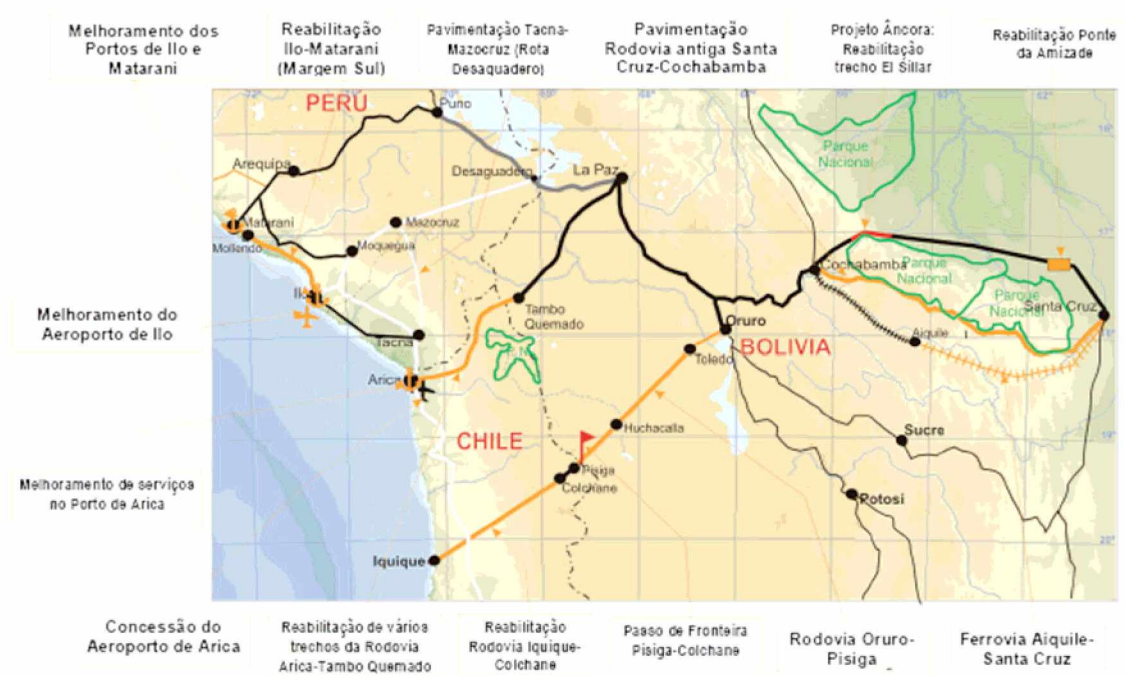 Melhoramento dos
Portos de Ilo e
Matarani
Reabilitação
Ilo-Matarani
(Margem Sul)
Pavimentação Tacna-
Mazocruz (Rota
Desaguadero)
Pavimentação
Rodovia antiga Santa
Cruz-Cochabamba
Projeto Âncora:
Reabilitação
trecho El Sillar
Reabilitação Ponte
da Amizade
PERU
Puno
Arequipa
Desaguadero
La Paz
Parque
Nacional
Matarani
Mollendo
Mazocruz
Moquegua
Cochabamba
Parque
Nacional
Parque
Nacional
Santa Cruz
Ilo
Tambo
Quemado
Oruro
BOLIVIA
Aiquile
Tacna
Toledo
Arica
P. N.
CHILE
Huchacalla
Sucre
Pisiga
Colchane
Potosi
Iquique
Melhoramento do
Aeroporto de Ilo
Melhoramento de serviços
no Porto de Arica
Concessão do
Aeroporto de Arica
Reabilitação de vários
trechos da Rodovia
Arica-Tambo Quemado
Reabilitação
Rodovia Iquique-
Colchane
Passo de Fronteira
Pisiga-Colchane
Rodovia Oruro-
Pisiga
Ferrovia Aiquile-
Santa Cruz